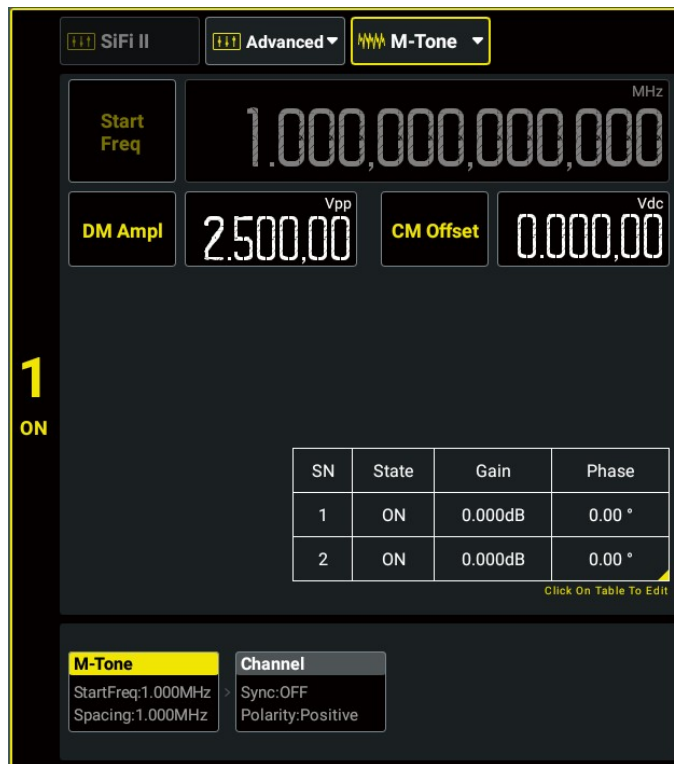 SiFi II Advanced M-Tone
MHz
Start
Freq
1.000,000,000,000
DM Ampl
Vpp
2.500,00
CM Offset
Vdc
0.000,00
1
ON
SN State Gain Phase
1 ON 0.000dB 0.00 °
2 ON 0.000dB 0.00 °
Click On Table To Edit
M-Tone
StartFreq:1.000MHz
Spacing:1.000MHz
>
Channel
Sync:OFF
Polarity:Positive